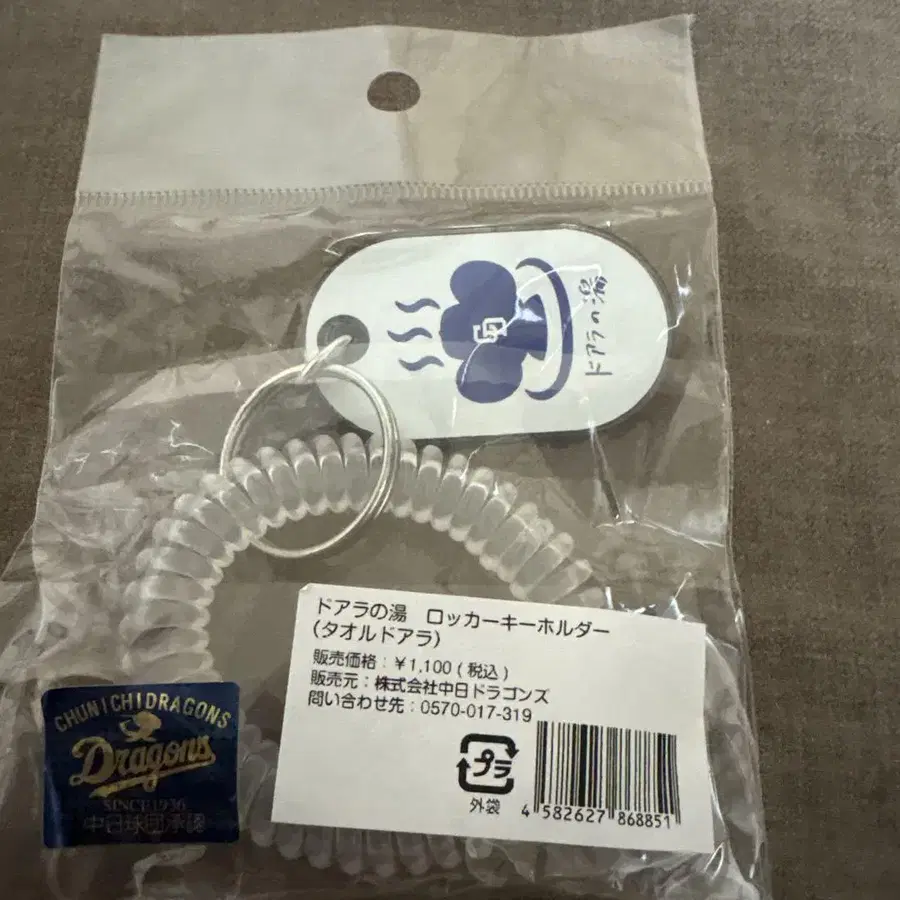 ドアラの湯
ドアラの湯　ロッカーキーホルダー
(タオルドアラ)
販売価格：￥1,100 (税込)
販売元：株式会社中日ドラゴンズ
問い合わせ先：0570-017-319
プラ
外袋
4 582627 868851
CHUNICHI DRAGONS
Dragons
SINCE 1936
中日球団承認